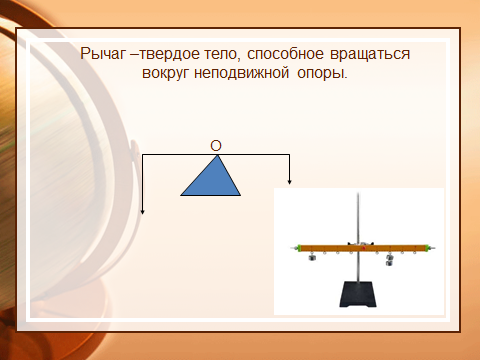 Рычаг –твердое тело, способное вращаться
вокруг неподвижной опоры.
О